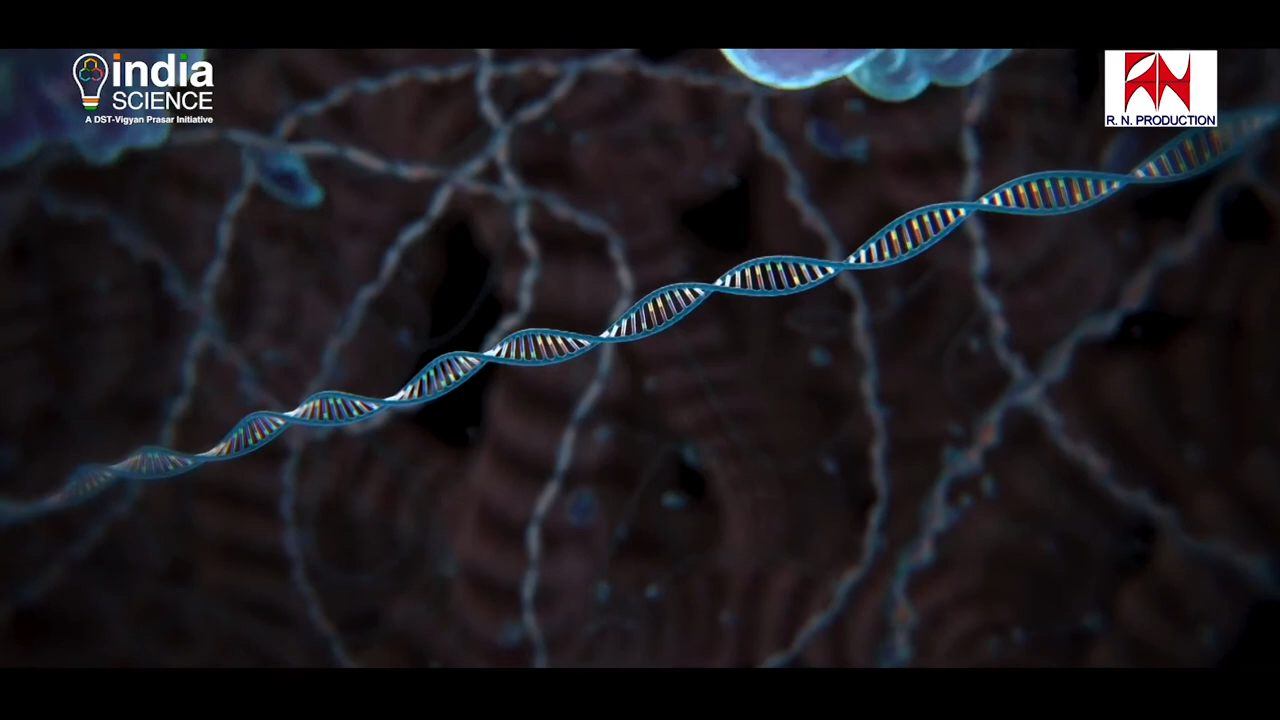 india
SCIENCE
A DST-Vigyan Prasar Initiative
R. N. PRODUCTION